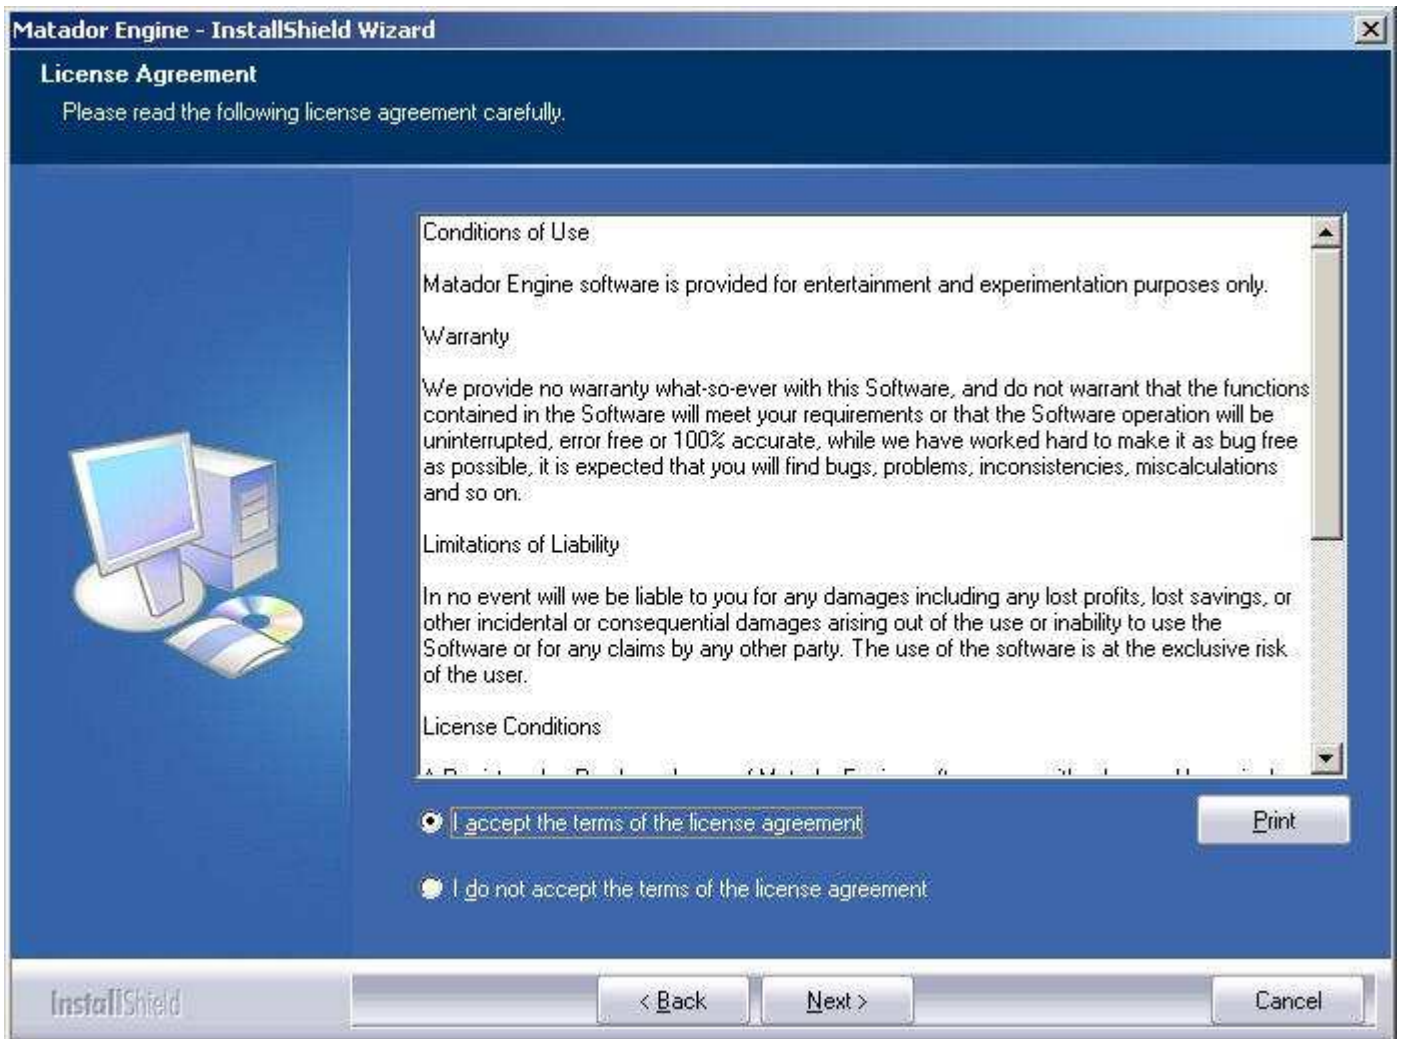 Matador Engine - InstallShield Wizard
License Agreement
Please read the following license agreement carefully.
Conditions of Use
Matador Engine software is provided for entertainment and experimentation purposes only.
Warranty
We provide no warranty what-so-ever with this Software, and do not warrant that the functions
contained in the Software will meet your requirements or that the Software operation will be
uninterrupted, error free or 100% accurate, while we have worked hard to make it as bug free
as possible, it is expected that you will find bugs, problems, inconsistencies, miscalculations
and so on.
Limitations of Liability
In no event will we be liable to you for any damages including any lost profits, lost savings, or
other incidental or consequential damages arising out of the use or inability to use the
Software or for any claims by any other party. The use of the software is at the exclusive risk
of the user.
License Conditions
I accept the terms of the license agreement
Print
I do not accept the terms of the license agreement
InstallShield
< Back
Next >
Cancel